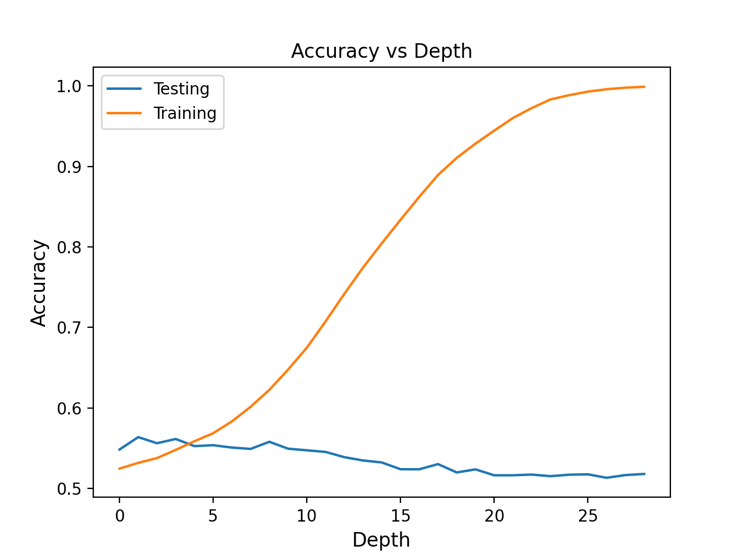 Accuracy vs Depth
Testing
Training
1.0
0.9
0.8
0.7
0.6
0.5
Accuracy
0 5 10 15 20 25
Depth